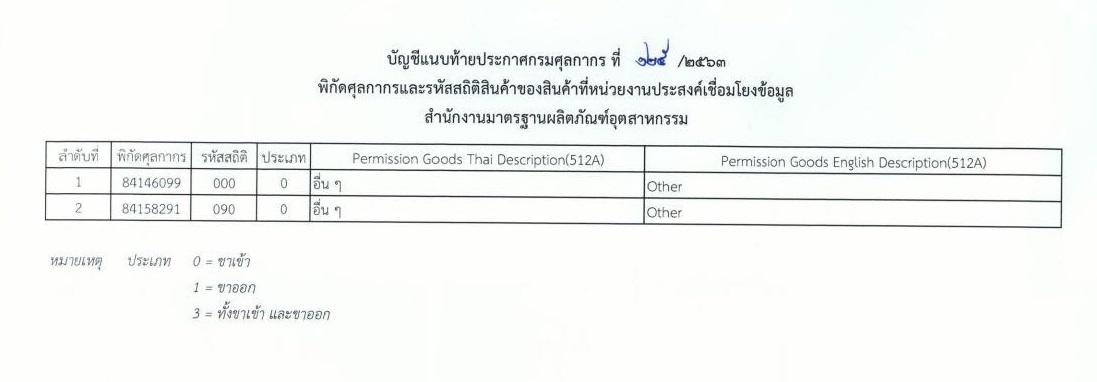 บัญชีแนบท้ายประกาศกรมศุลกากร ที่ ๑๒๕ /๒๕๖๓
พิกัดศุลกากรและรหัสสถิติสินค้าของสินค้าที่หน่วยงานประสงค์เชื่อมโยงข้อมูล
สำนักงานมาตรฐานผลิตภัณฑ์อุตสาหกรรม
ลำดับที่ พิกัดศุลกากร รหัสสถิติ ประเภท Permission Goods Thai Description(512A) Permission Goods English Description(512A)
1 84146099 000 0 อื่น ๆ Other
2 84158291 090 0 อื่น ๆ Other
หมายเหตุ ประเภท 0 = ขาเข้า
1 = ขาออก
3 = ทั้งขาเข้า และขาออก